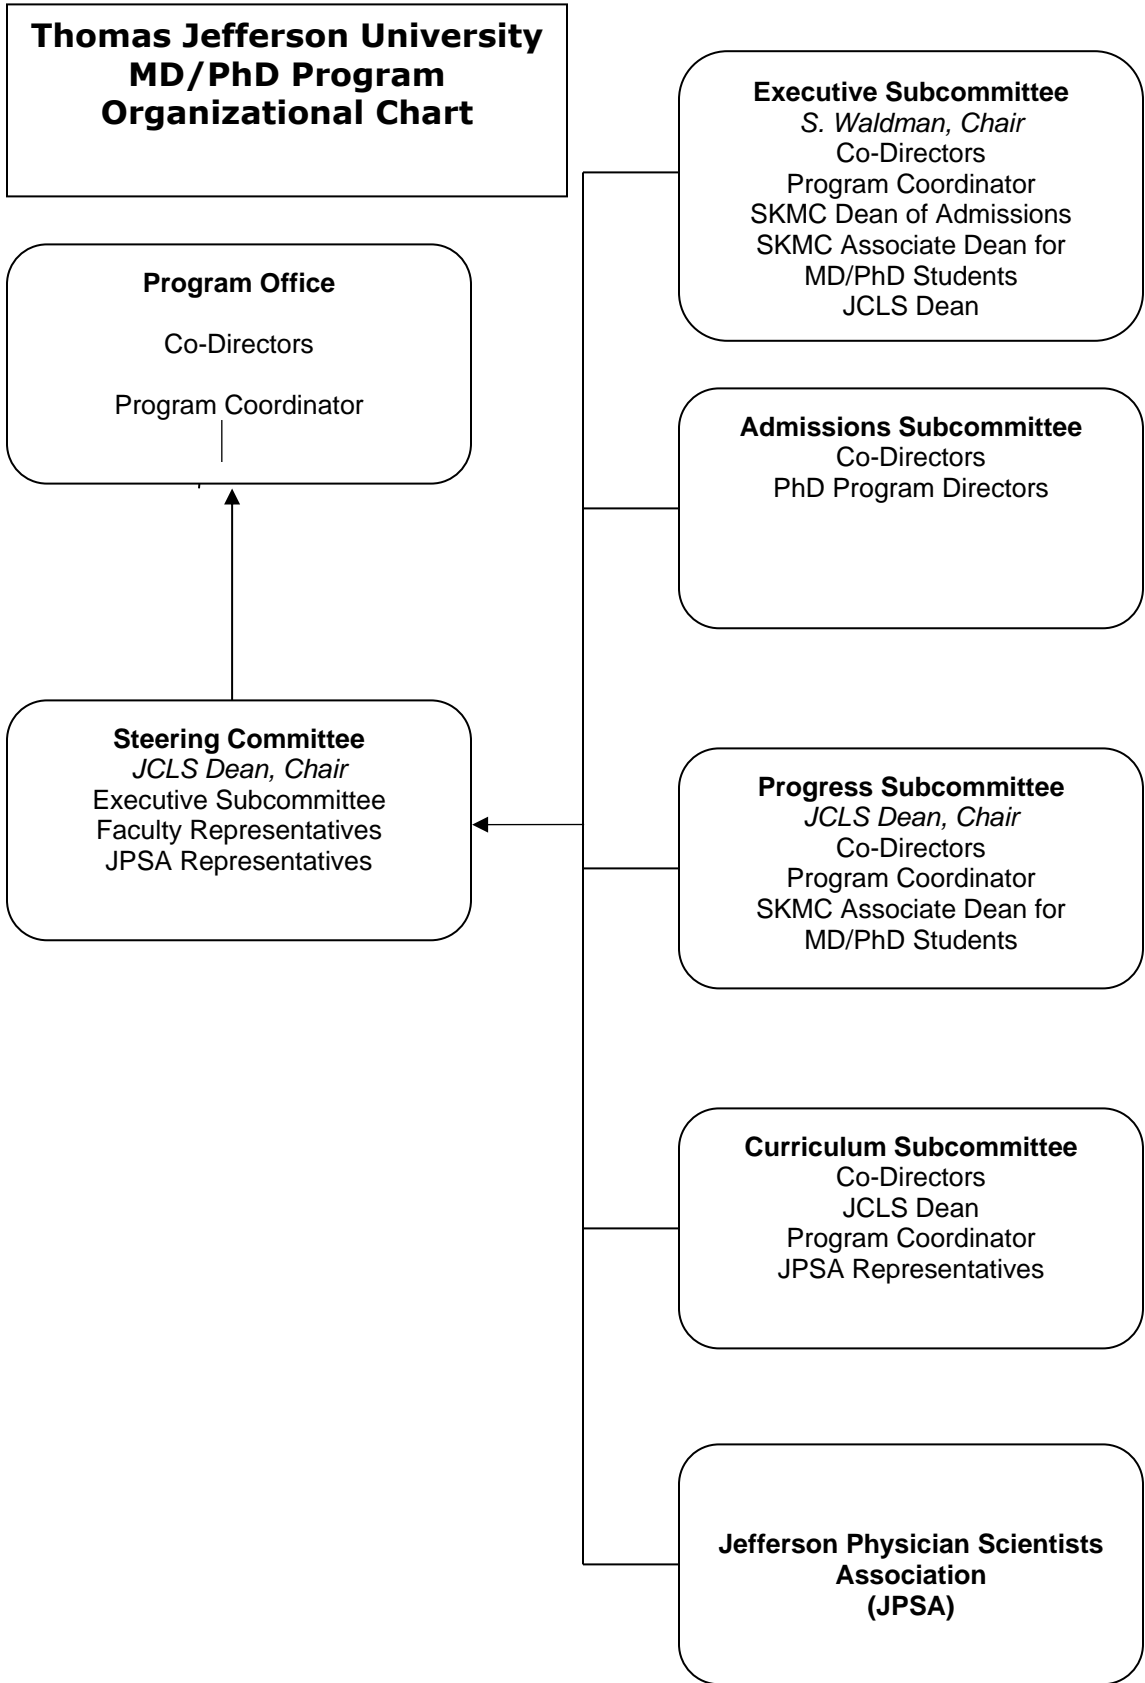 Thomas Jefferson University
MD/PhD Program
Organizational Chart
Program Office
Co-Directors
Program Coordinator
Steering Committee
JCLS Dean, Chair
Executive Subcommittee
Faculty Representatives
JPSA Representatives
Executive Subcommittee
S. Waldman, Chair
Co-Directors
Program Coordinator
SKMC Dean of Admissions
SKMC Associate Dean for
MD/PhD Students
JCLS Dean
Admissions Subcommittee
Co-Directors
PhD Program Directors
Progress Subcommittee
JCLS Dean, Chair
Co-Directors
Program Coordinator
SKMC Associate Dean for
MD/PhD Students
Curriculum Subcommittee
Co-Directors
JCLS Dean
Program Coordinator
JPSA Representatives
Jefferson Physician Scientists
Association
(JPSA)